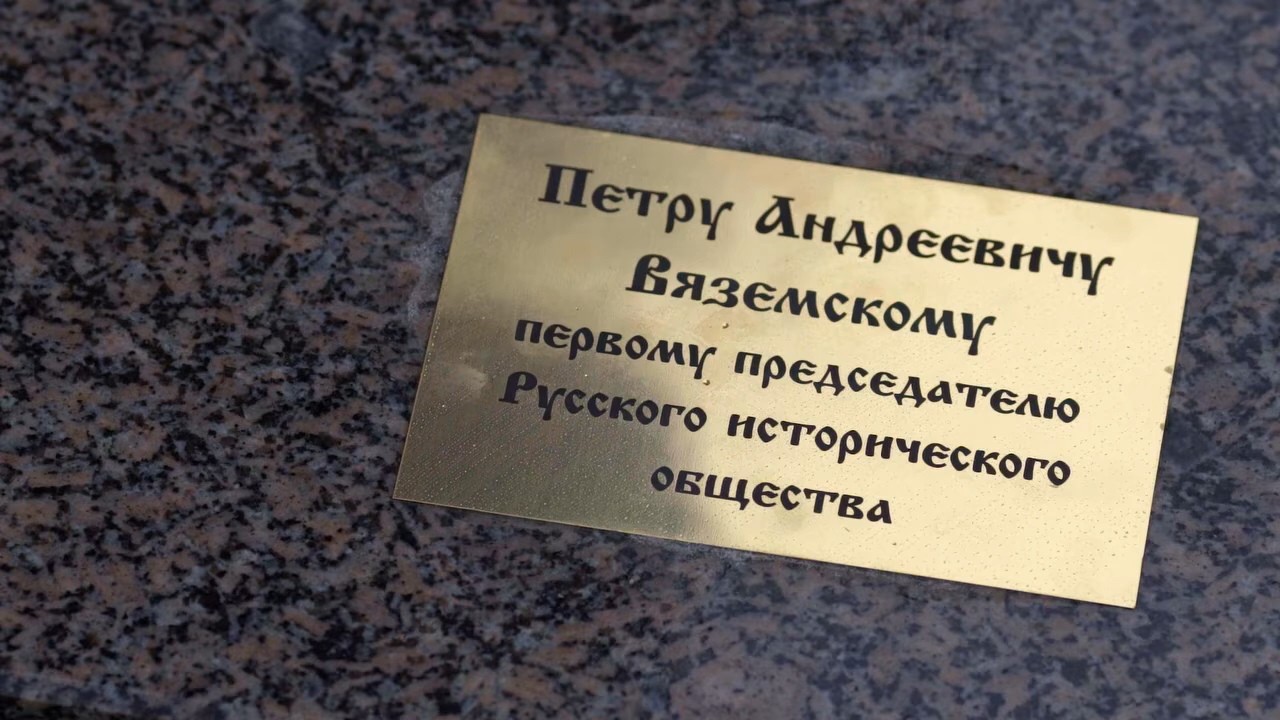 Петру Андреевичу
Вяземскому
первому председателю
Русского исторического
общества